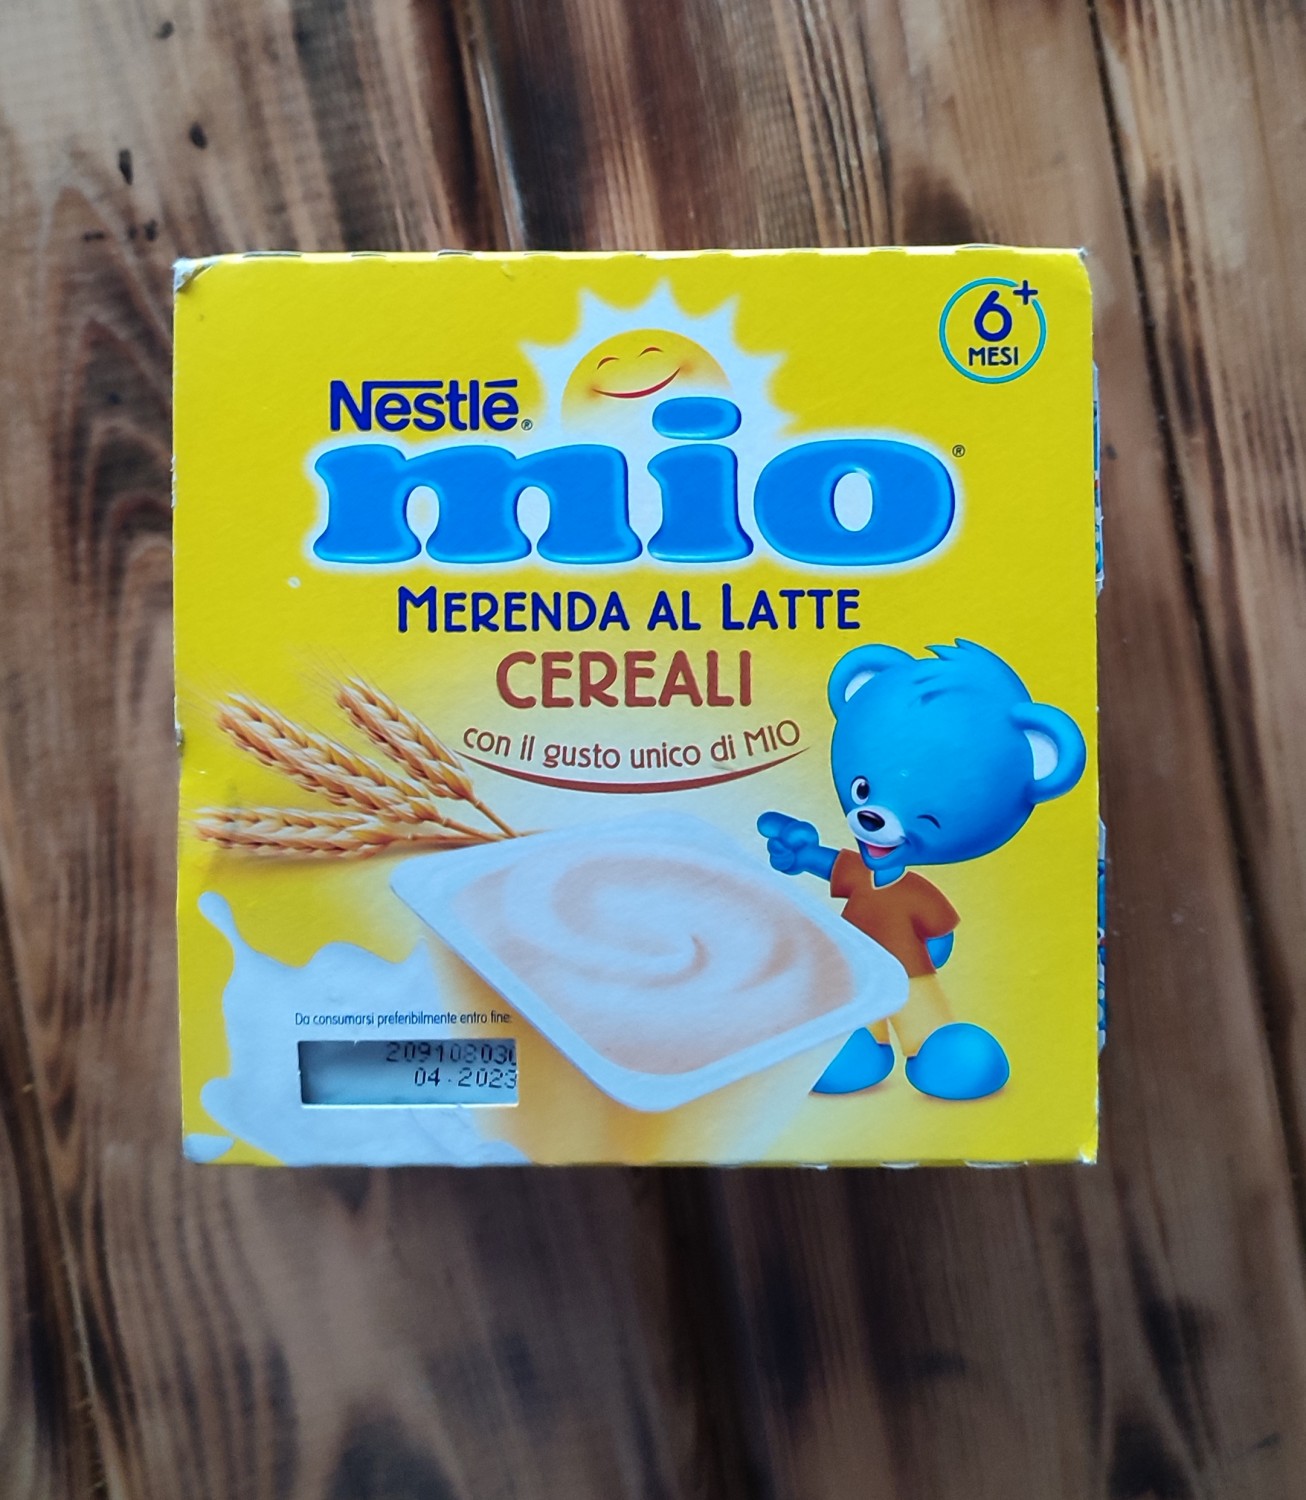 6+
MESI
Nestlé®
mio®
MERENDA AL LATTE
CEREALI
con il gusto unico di MIO
Da consumarsi preferibilmente entro fine:
04-2023